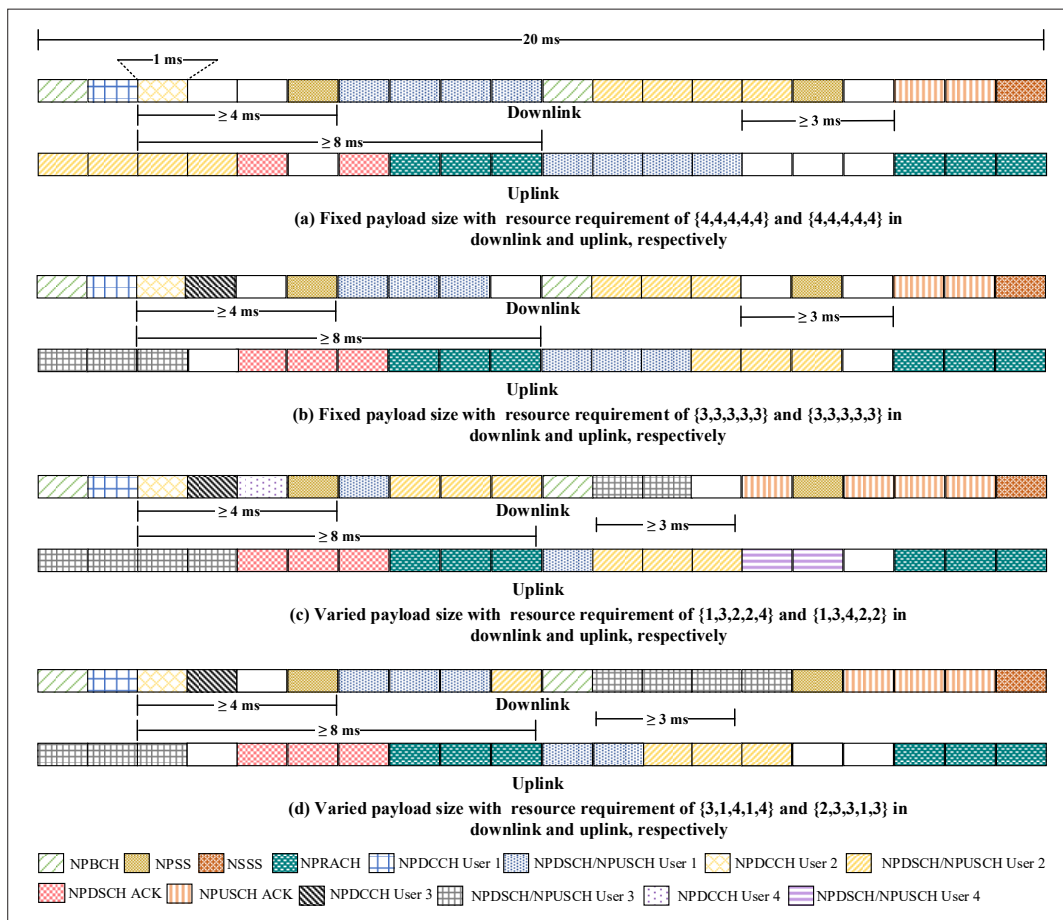 20 ms
1 ms
Downlink
≥ 4 ms
≥ 3 ms
≥ 8 ms
Uplink
(a) Fixed payload size with resource requirement of {4,4,4,4,4} and {4,4,4,4,4} in
downlink and uplink, respectively
Downlink
≥ 4 ms
≥ 3 ms
≥ 8 ms
Uplink
(b) Fixed payload size with resource requirement of {3,3,3,3,3} and {3,3,3,3,3} in
downlink and uplink, respectively
≥ 4 ms
Downlink
≥ 3 ms
≥ 8 ms
Uplink
(c) Varied payload size with resource requirement of {1,3,2,2,4} and {1,3,4,2,2} in
downlink and uplink, respectively
≥ 4 ms
Downlink
≥ 3 ms
≥ 8 ms
Uplink
(d) Varied payload size with resource requirement of {3,1,4,1,4} and {2,3,3,1,3} in
downlink and uplink, respectively
NPBCH NPSS NSSS NPRACH NPDCCH User 1 NPDSCH/NPUSCH User 1 NPDCCH User 2 NPDSCH/NPUSCH User 2
NPDSCH ACK NPUSCH ACK NPDCCH User 3 NPDSCH/NPUSCH User 3 NPDCCH User 4 NPDSCH/NPUSCH User 4